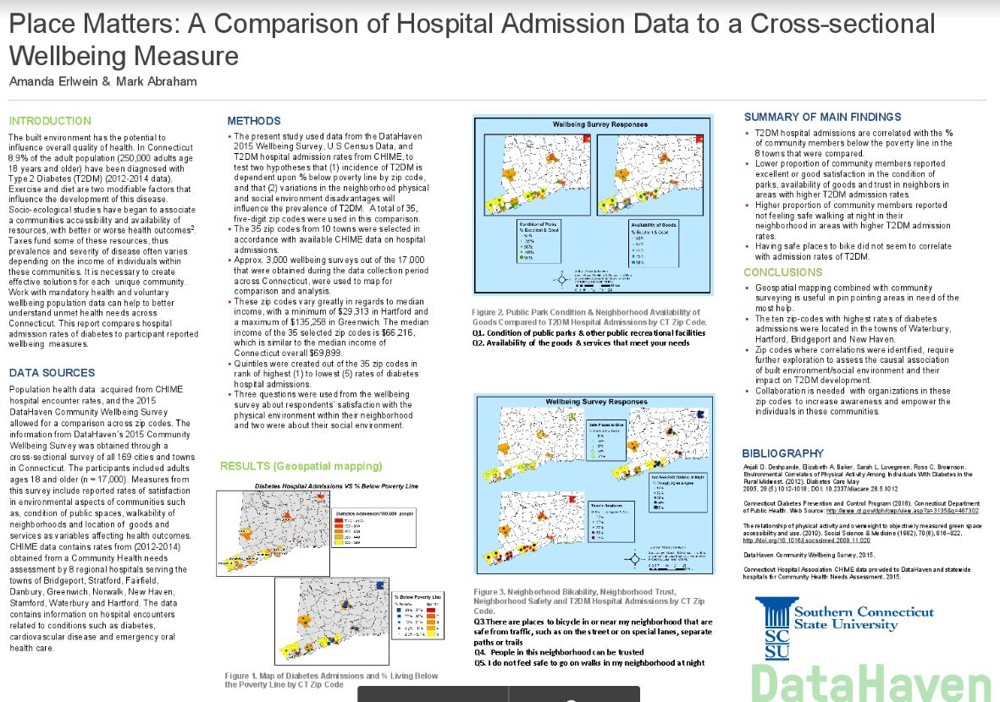 Place Matters: A Comparison of Hospital Admission Data to a Cross-sectional
Wellbeing Measure
Amanda Erlwein & Mark Abraham
INTRODUCTION
The built environment has the potential to
influence overall quality of health. In Connecticut
8.9% of the adult population (250,000 adults age
18 years and older) have been diagnosed with
Type 2 Diabetes (T2DM) (2012-2014 data).
Exercise and diet are two modifiable factors that
influence the development of this disease.
Socio-ecological studies have began to associate
a communities accessibility and availability of
resources, with better or worse health outcomes².
Taxes fund some of these resources, thus
prevalence and severity of disease often varies
depending on the income of individuals within
these communities. It is necessary to create
effective solutions for each unique community.
Work with mandatory health and voluntary
wellbeing population data can help to better
understand unmet health needs across
Connecticut. This report compares hospital
admission rates of diabetes to participant reported
wellbeing measures.
DATA SOURCES
Population health data acquired from CHIME
hospital encounter rates, and the 2015
DataHaven Community Wellbeing Survey
allowed for a comparison across zip codes. The
information from DataHaven's 2015 Community
Wellbeing Survey was obtained through a
cross-sectional survey of all 169 cities and towns
in Connecticut. The participants included adults
ages 18 and older (n ≈ 17,000). Measures from
this survey include reported rates of satisfaction
in environmental aspects of communities such
as, condition of public spaces, walkability of
neighborhoods and location of goods and
services as variables affecting health outcomes.
CHIME data contains rates from (2012-2014)
obtained from a Community Health needs
assessment by 8 regional hospitals serving the
towns of Bridgeport, Stratford, Fairfield,
Danbury, Greenwich, Norwalk, New Haven,
Stamford, Waterbury and Hartford. The data
contains information on hospital encounters
related to conditions such as diabetes,
cardiovascular disease and emergency oral
health care.
METHODS
▪ The present study used data from the DataHaven
2015 Wellbeing Survey, U.S Census Data, and
T2DM hospital admission rates from CHIME, to
test two hypotheses that (1) incidence of T2DM is
dependent upon % below poverty line by zip code,
and that (2) variations in the neighborhood physical
and social environment disadvantages will
influence the prevalence of T2DM. A total of 35,
five-digit zip codes were used in this comparison.
▪ The 35 zip codes from 10 towns were selected in
accordance with available CHIME data on hospital
admissions.
▪ Approx. 3,000 wellbeing surveys out of the 17,000
that were obtained during the data collection period
across Connecticut, were used to map for
comparison and analysis.
▪ These zip codes vary greatly in regards to median
income, with a minimum of $29,313 in Hartford and
a maximum of $135,258 in Greenwich. The median
income of the 35 selected zip codes is $66,216,
which is similar to the median income of
Connecticut overall $69,899.
▪ Quintiles were created out of the 35 zip codes in
rank of highest (1) to lowest (5) rates of diabetes
hospital admissions.
▪ Three questions were used from the wellbeing
survey about respondents' satisfaction with the
physical environment within their neighborhood
and two were about their social environment.
RESULTS (Geospatial mapping)
Diabetes Hospital Admissions VS % Below Poverty Line
Diabetes Admission/100,000 people
% Below Poverty Line
Figure 1. Map of Diabetes Admissions and % Living Below
the Poverty Line by CT Zip Code
Wellbeing Survey Responses
Condition of Parks
% Excellent & Good
Availability of Goods
% Excellent & Good
Figure 2. Public Park Condition & Neighborhood Availability of
Goods Compared to T2DM Hospital Admissions by CT Zip Code.
Q1. Condition of public parks & other public recreational facilities
Q2. Availability of the goods & services that meet your needs
Wellbeing Survey Responses
Safe Places to Bike
Not Feel Safe Walking at Night
% Strongly Agree & Agree
Trust in Neighbors
Figure 3. Neighborhood Bikability, Neighborhood Trust,
Neighborhood Safety and T2DM Hospital Admissions by CT Zip
Code.
Q3.There are places to bicycle in or near my neighborhood that are
safe from traffic, such as on the street or on special lanes, separate
paths or trails
Q4. People in this neighborhood can be trusted
Q5. I do not feel safe to go on walks in my neighborhood at night
SUMMARY OF MAIN FINDINGS
▪ T2DM hospital admissions are correlated with the %
of community members below the poverty line in the
8 towns that were compared.
▪ Lower proportion of community members reported
excellent or good satisfaction in the condition of
parks, availability of goods and trust in neighbors in
areas with higher T2DM admission rates.
▪ Higher proportion of community members reported
not feeling safe walking at night in their
neighborhood in areas with higher T2DM admission
rates.
▪ Having safe places to bike did not seem to correlate
with admission rates of T2DM.
CONCLUSIONS
▪ Geospatial mapping combined with community
surveying is useful in pin pointing areas in need of the
most help.
▪ The ten zip-codes with highest rates of diabetes
admissions were located in the towns of Waterbury,
Hartford, Bridgeport and New Haven.
▪ Zip codes where correlations were identified, require
further exploration to assess the causal association
of built environment/social environment and their
impact on T2DM development.
▪ Collaboration is needed with organizations in these
zip codes to increase awareness and empower the
individuals in these communities.
BIBLIOGRAPHY
Anjali D. Deshpande, Elizabeth A. Baker, Sarah L. Lovegreen, Ross C. Brownson.
Environmental Correlates of Physical Activity Among Individuals With Diabetes in the
Rural Midwest. (2012). Diabetes Care May
2005, 28 (5) 1012-1018; DOI: 10.2337/diacare.28.5.1012
Connecticut Diabetes Prevention and Control Program (2016). Connecticut Department
of Public Health. Web Source: http://www.ct.gov/dph/cwp/view.asp?a=3135&q=467302
The relationship of physical activity and overweight to objectively measured green space
accessibility and use. (2010). Social Science & Medicine (1982), 70(6), 816–822.
http://doi.org/10.1016/j.socscimed.2009.11.020
DataHaven Community Wellbeing Survey, 2015.
Connecticut Hospital Association CHIME data provided to DataHaven and statewide
hospitals for Community Health Needs Assessment, 2015.
SC
SU
Southern Connecticut
State University
DataHaven